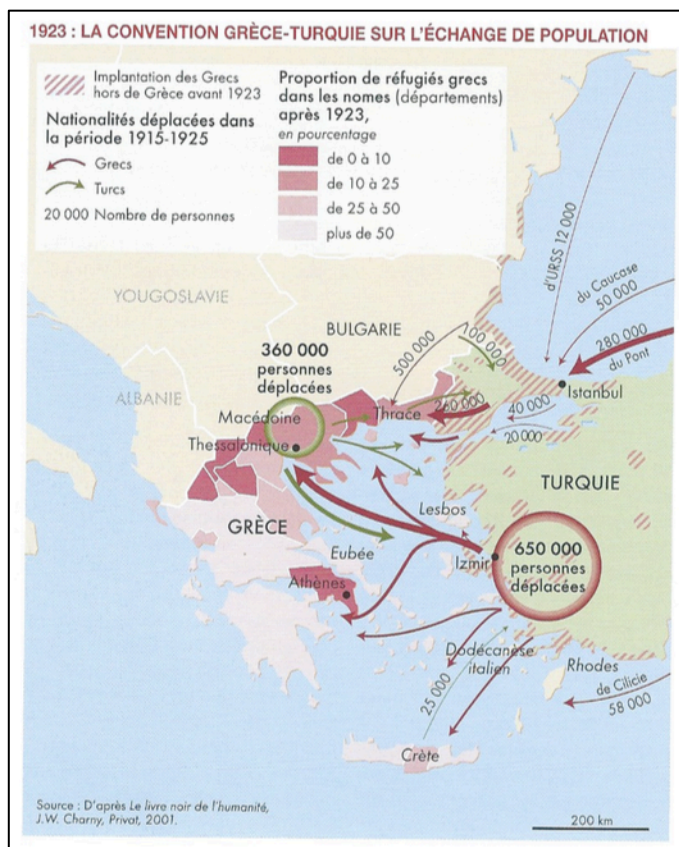 1923 : LA CONVENTION GRÈCE-TURQUIE SUR L'ÉCHANGE DE POPULATION
Implantation des Grecs
hors de Grèce avant 1923
Nationalités déplacées dans
la période 1915-1925
Grecs
Turcs
20 000 Nombre de personnes
Proportion de réfugiés grecs
dans les nomes (départements)
après 1923,
en pourcentage
de 0 à 10
de 10 à 25
de 25 à 50
plus de 50
d'URSS 12 000
du Caucase
50 000
280 000
du Pont
YOUGOSLAVIE
BULGARIE
ALBANIE
360 000
personnes
déplacées
500 000
100 000
Macédoine
Thessalonique
Thrace
260 000
40 000
20 000
Istanbul
TURQUIE
GRÈCE
Lesbos
Eubée
Izmir
650 000
personnes
déplacées
Athènes
Dodécanèse
italien
Rhodes
de Cilicie
58 000
25 000
Crète
Source : D'après Le livre noir de l'humanité,
J.W. Charny, Privat, 2001.
200 km